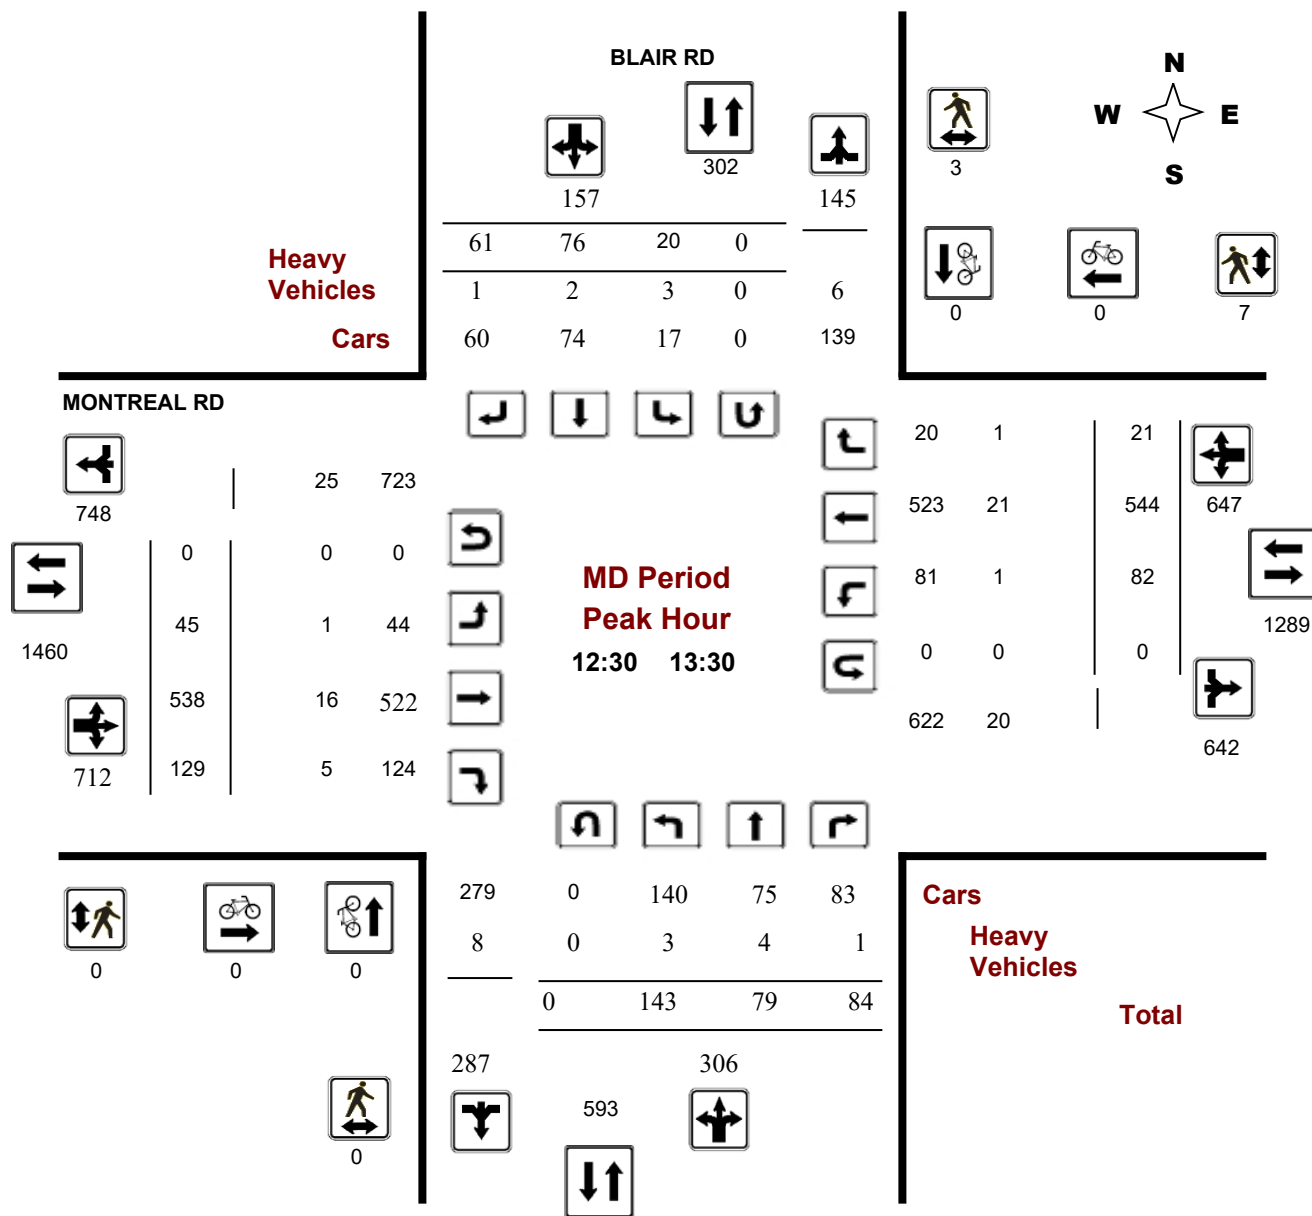 BLAIR RD
N
W E
S
302
3
157
145
61 76 20 0
Heavy
Vehicles
1 2 3 0 6
Cars
60 74 17 0 139
0 0 7
MONTREAL RD
20 1 21
25 723
748
523 21 544 647
0 0 0
MD Period
Peak Hour
12:30 13:30
81 1 82
45 1 44
1460
1289
0 0 0
538 16 522
622 20
642
712
129 5 124
279 0 140 75 83
Cars
8 0 3 4 1
Heavy
Vehicles
0 0 0
0 143 79 84
Total
287 306
593
0